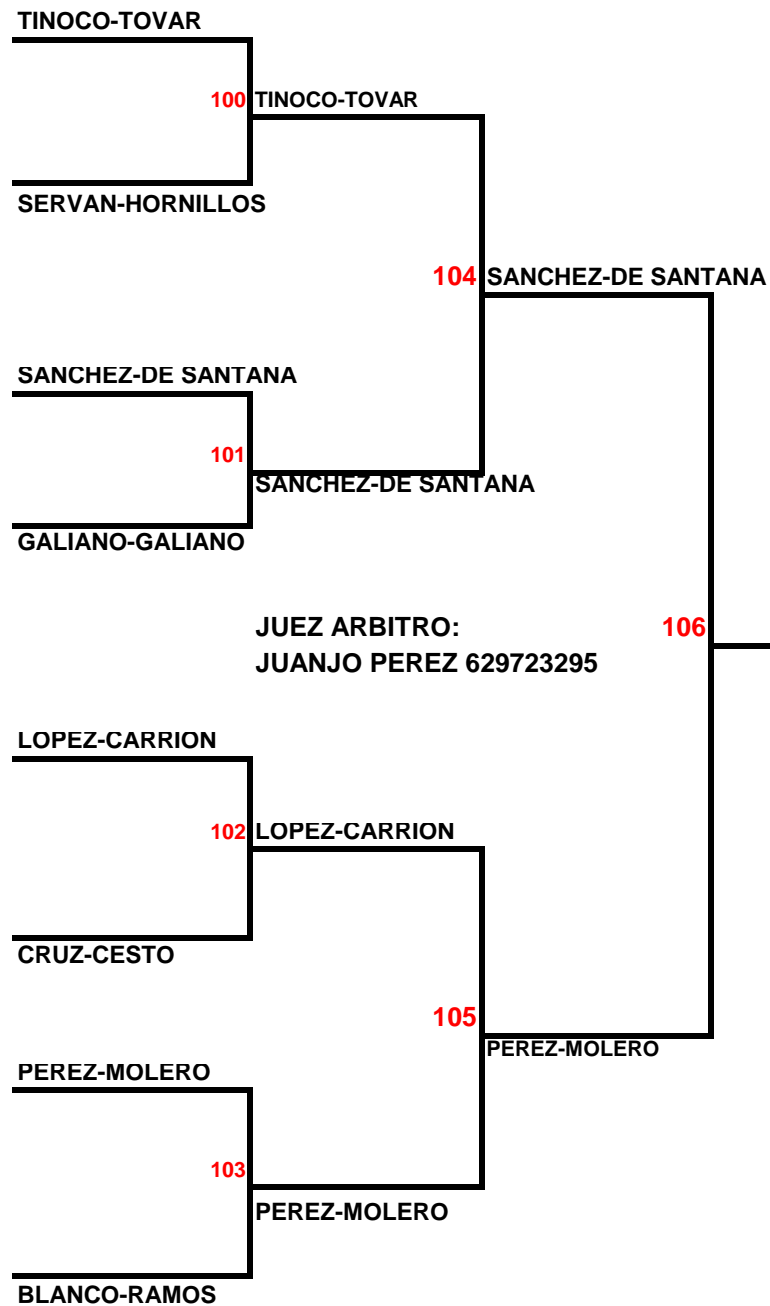 TINOCO-TOVAR
100 TINOCO-TOVAR
SERVAN-HORNILLOS
104 SANCHEZ-DE SANTANA
SANCHEZ-DE SANTANA
101
SANCHEZ-DE SANTANA
GALIANO-GALIANO
JUEZ ARBITRO:
106
JUANJO PEREZ 629723295
LOPEZ-CARRION
102 LOPEZ-CARRION
CRUZ-CESTO
105
PEREZ-MOLERO
PEREZ-MOLERO
103
PEREZ-MOLERO
BLANCO-RAMOS